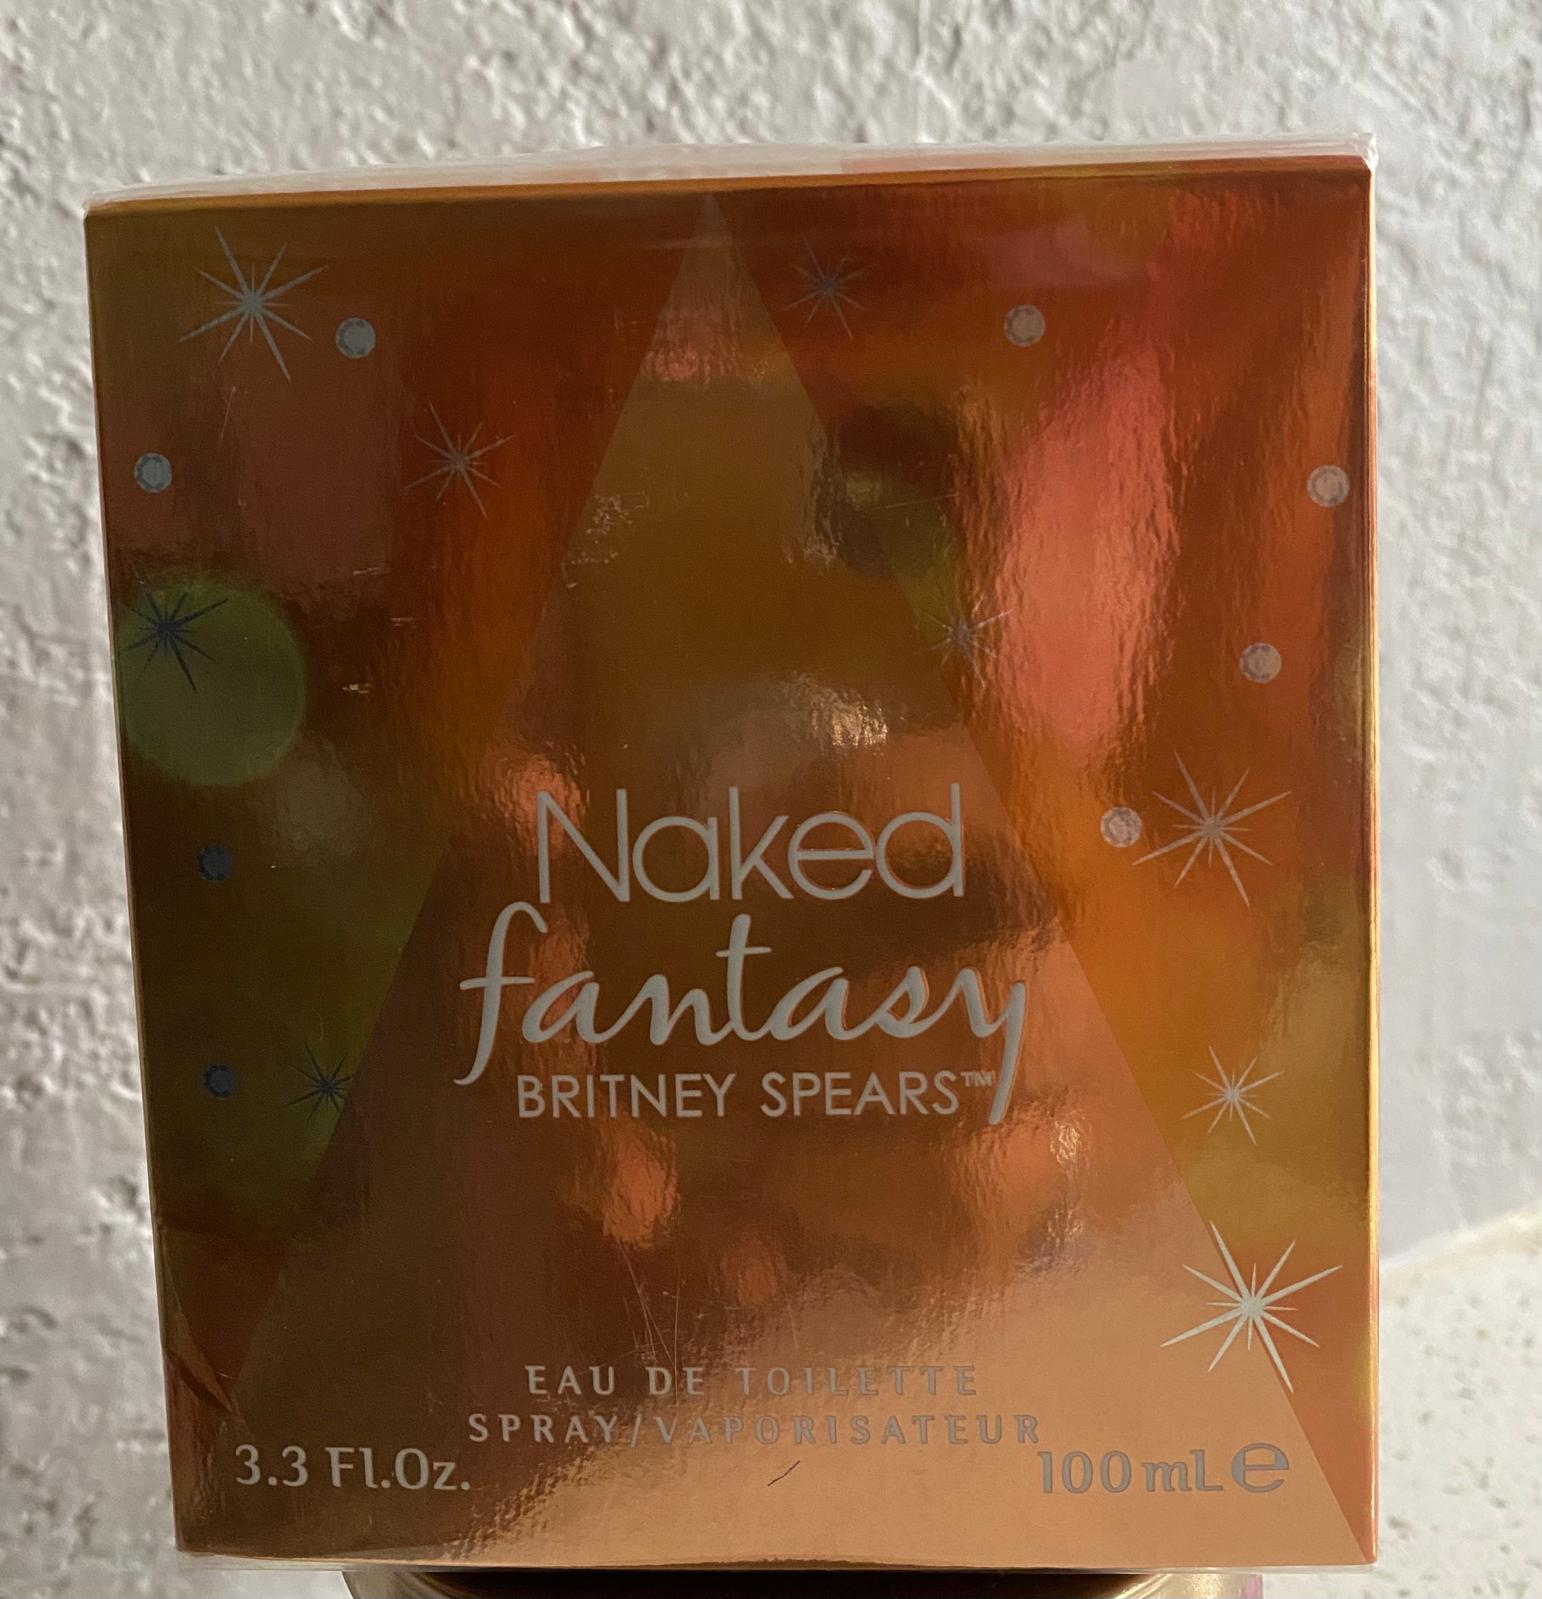 Naked
fantasy
BRITNEY SPEARS™
EAU DE TOILETTE
SPRAY/VAPORISATEUR
3.3 Fl.Oz.
100 mL ℮